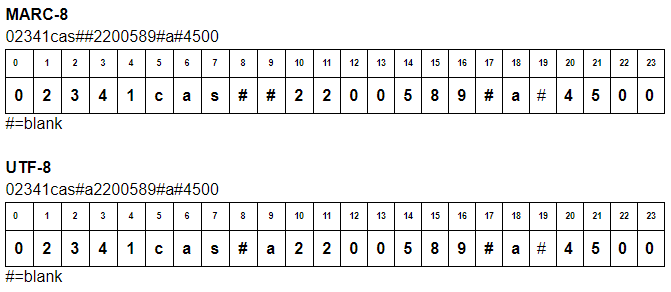 MARC-8
02341cas##2200589#a#4500
0 1 2 3 4 5 6 7 8 9 10 11 12 13 14 15 16 17 18 19 20 21 22 23
0 2 3 4 1 c a s # # 2 2 0 0 5 8 9 # a # 4 5 0 0
#=blank
UTF-8
02341cas#a2200589#a#4500
0 1 2 3 4 5 6 7 8 9 10 11 12 13 14 15 16 17 18 19 20 21 22 23
0 2 3 4 1 c a s # a 2 2 0 0 5 8 9 # a # 4 5 0 0
#=blank